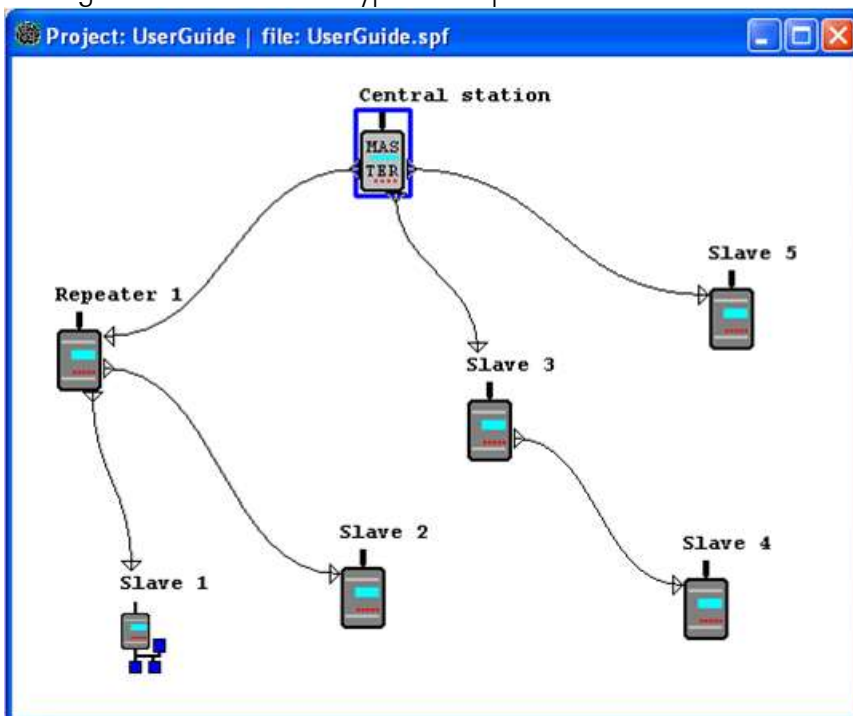 Project: UserGuide | file: UserGuide.spf
Central station
MAS
TER
Slave 5
Repeater 1
Slave 3
Slave 2
Slave 4
Slave 1